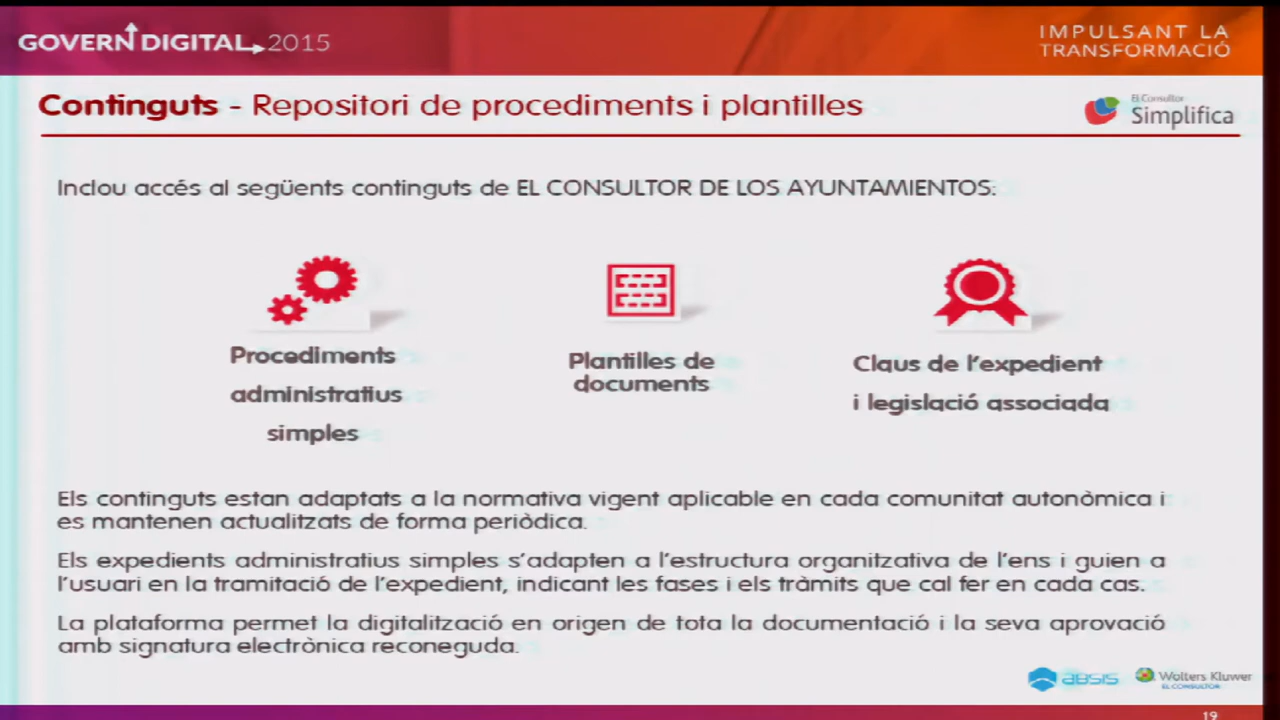 GOVERN DIGITAL 2015
IMPULSANT LA
TRANSFORMACIÓ
Continguts - Repositori de procediments i plantilles
El Consultor
Simplifica
Inclou accés al següents continguts de EL CONSULTOR DE LOS AYUNTAMIENTOS:
Procediments
administratius
simples
Plantilles de
documents
Claus de l'expedient
i legislació associada
Els continguts estan adaptats a la normativa vigent aplicable en cada comunitat autonòmica i
es mantenen actualitzats de forma periòdica.
Els expedients administratius simples s'adapten a l'estructura organitzativa de l'ens i guien a
l'usuari en la tramitació de l'expedient, indicant les fases i els tràmits que cal fer en cada cas.
La plataforma permet la digitalització en origen de tota la documentació i la seva aprovació
amb signatura electrònica reconeguda.
absis
Wolters Kluwer
EL CONSULTOR
19